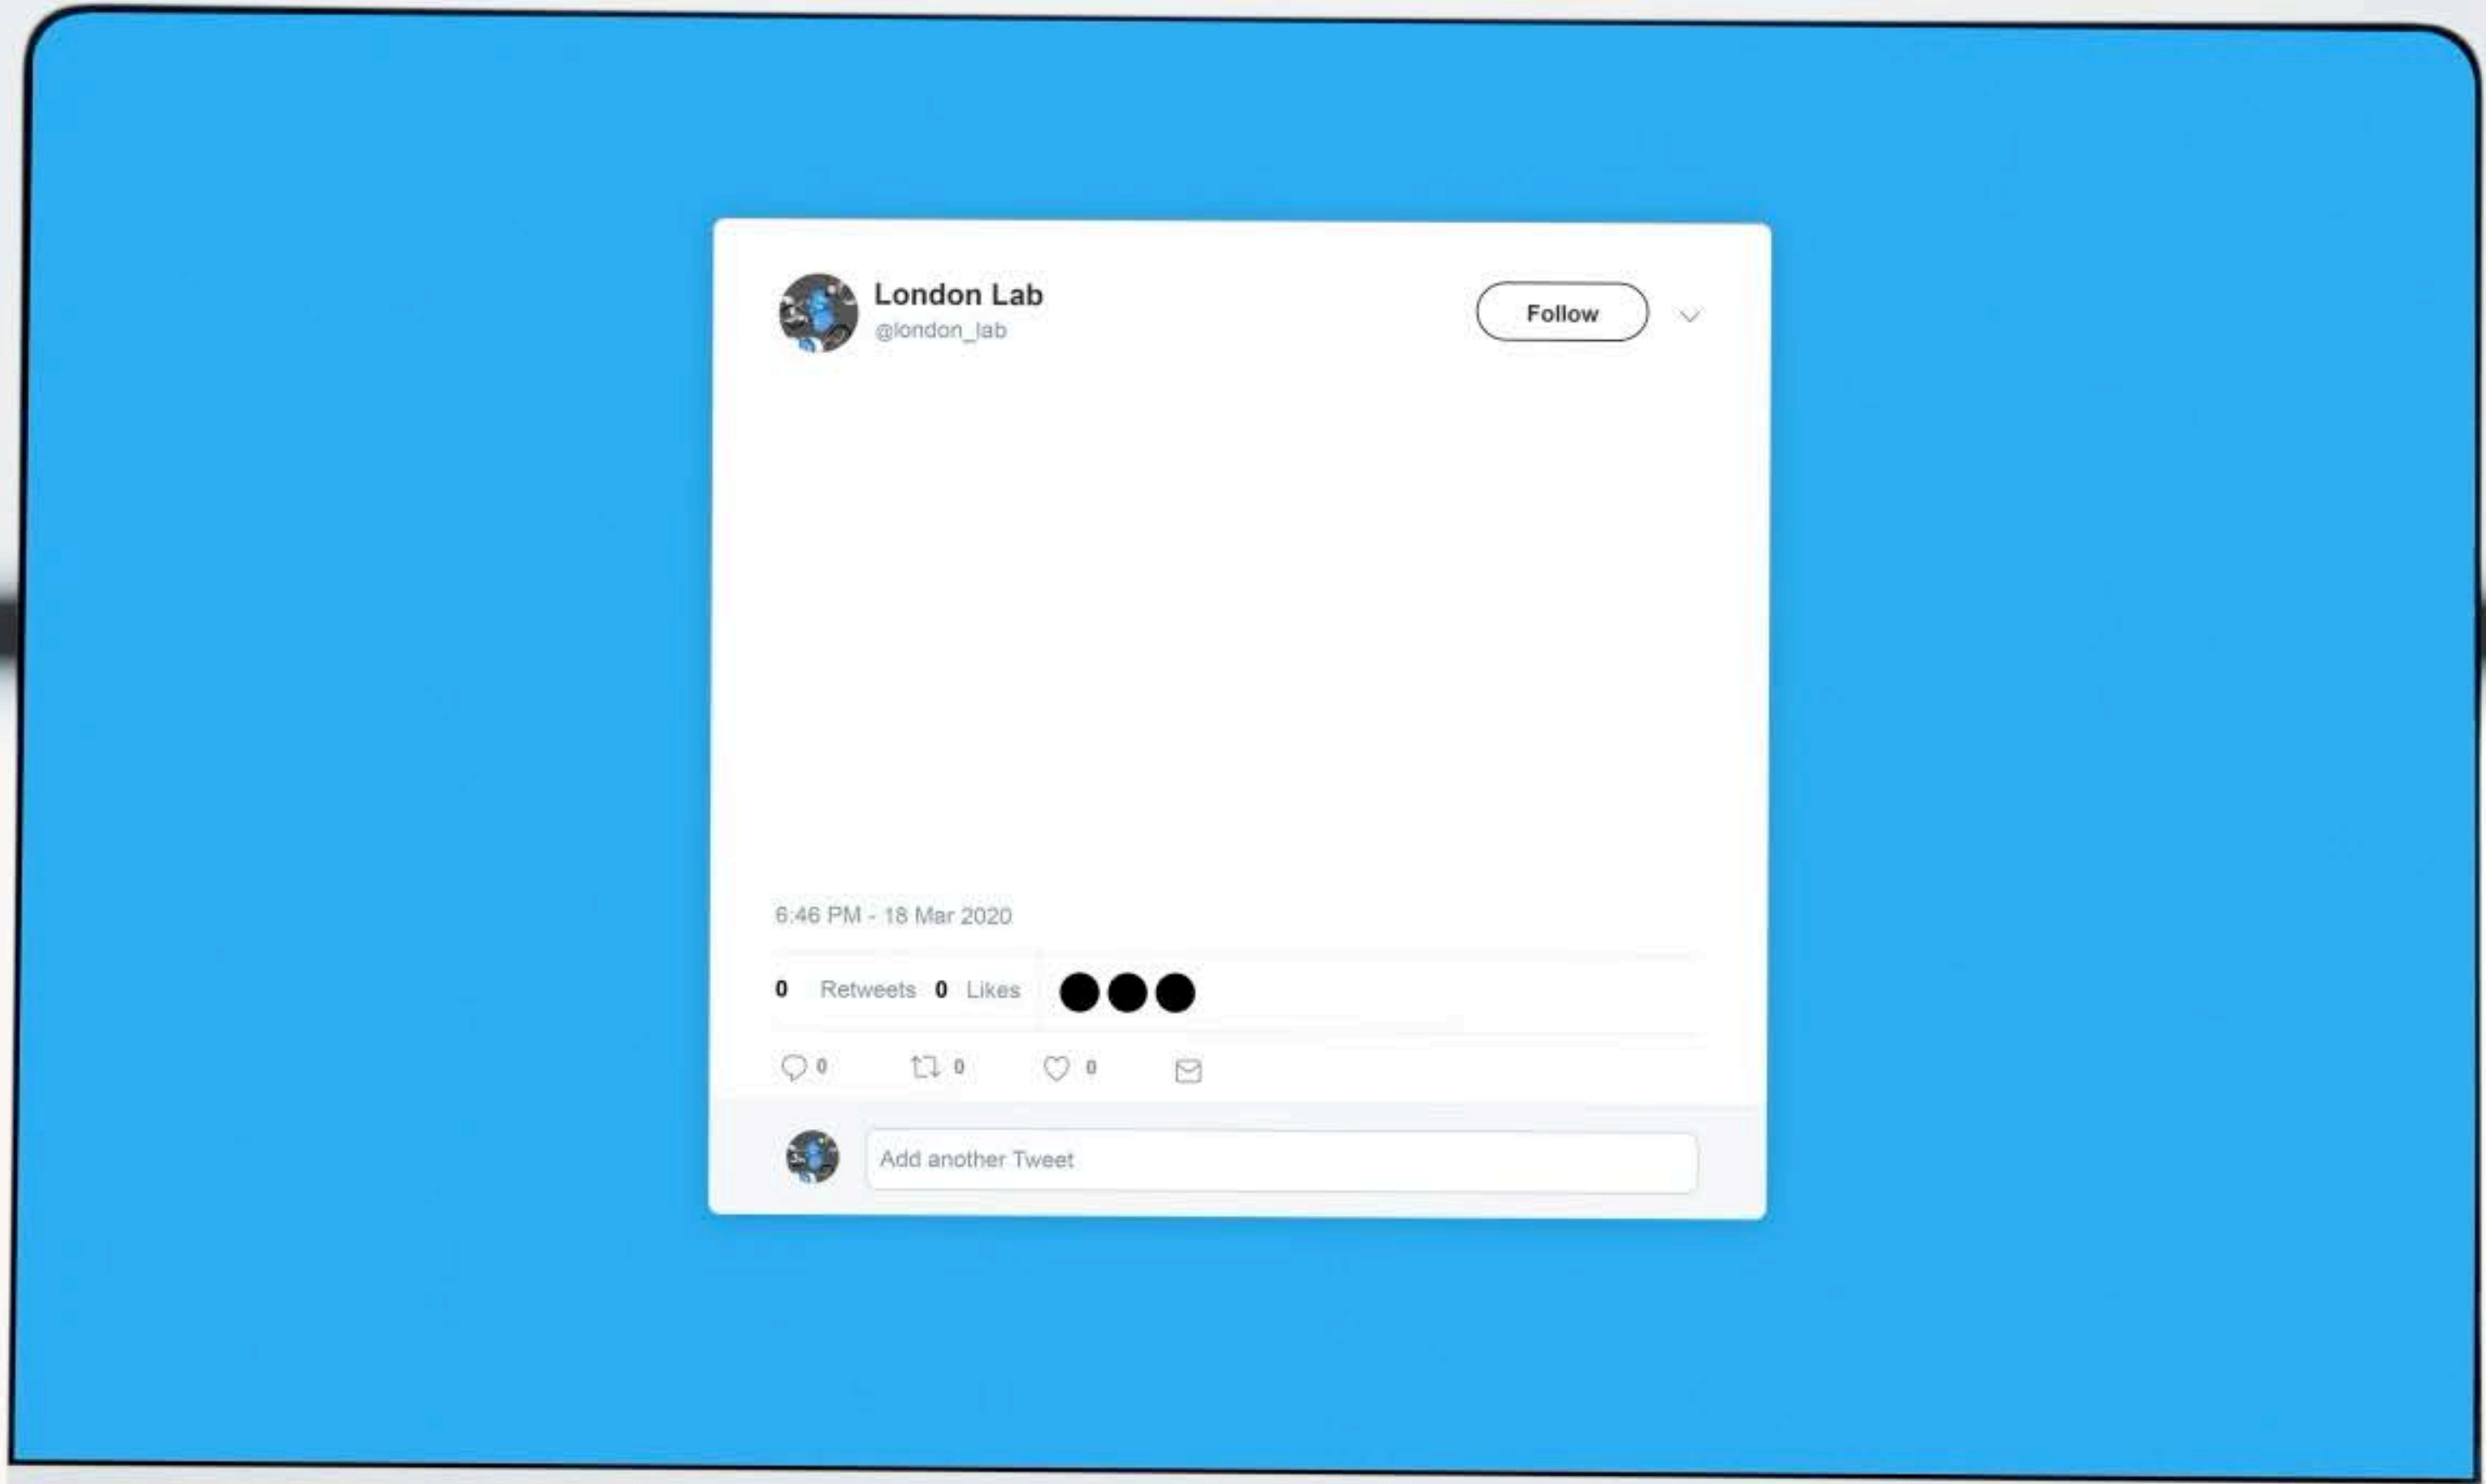 London Lab
@london_lab
Follow
6:46 PM - 18 Mar 2020
0 Retweets 0 Likes
0 0 0
Add another Tweet